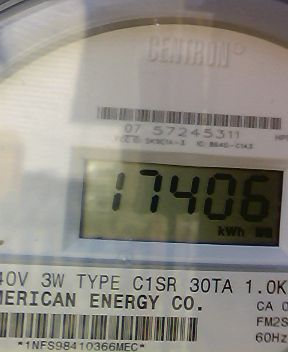 CENTRON
07 57245311
17406
kWh
40V 3W TYPE C1SR 30TA 1.0K
MERICAN ENERGY CO.
CA 0
FM2S
60Hz
*1NFS98410366MEC*